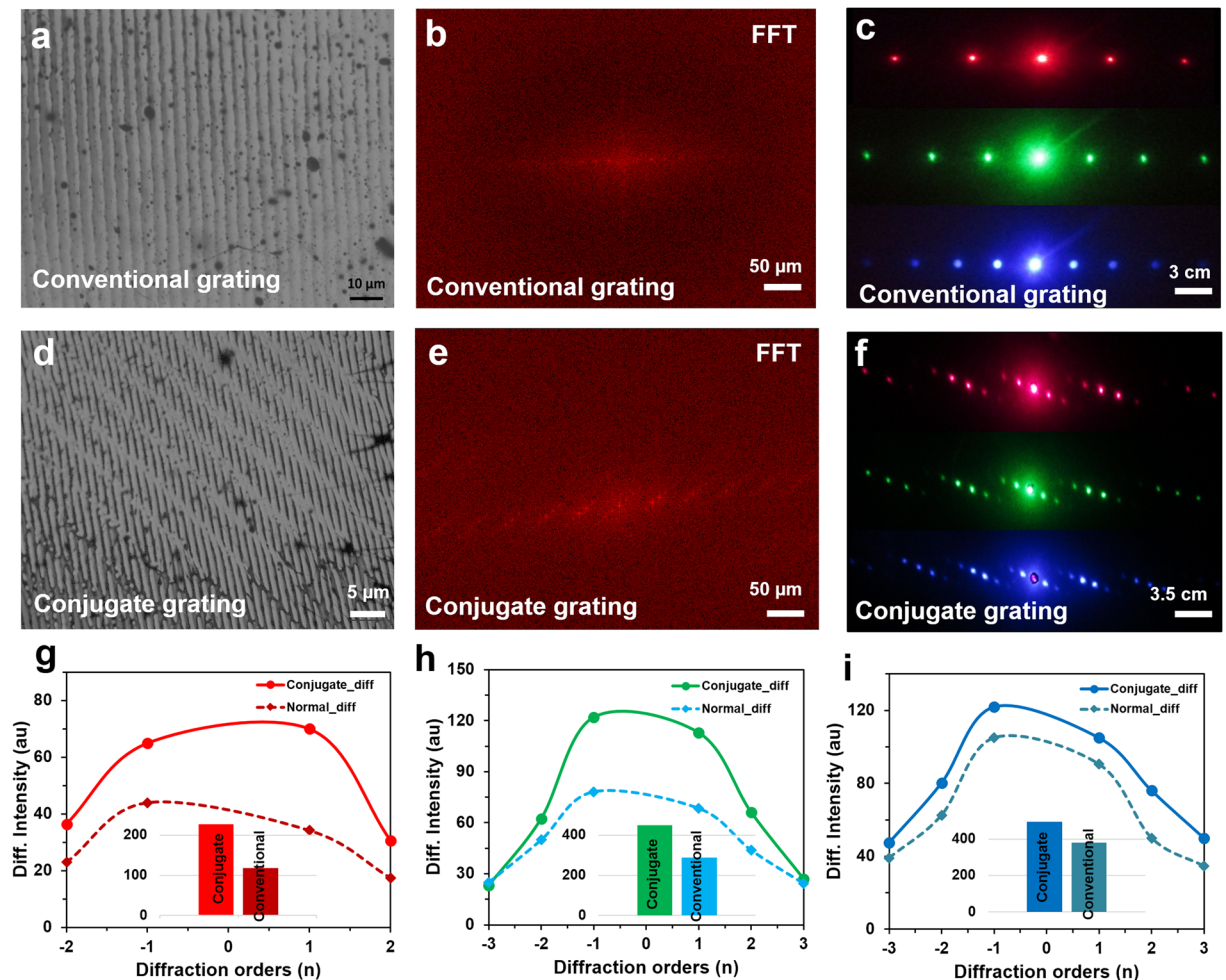 a
10 µm
Conventional grating
b
FFT
50 µm
Conventional grating
c
3 cm
Conventional grating
d
5 µm
Conjugate grating
e
FFT
50 µm
Conjugate grating
f
3.5 cm
Conjugate grating
g
Conjugate_diff
Normal_diff
Diff. Intensity (au)
80
60
40
20
0
-2
-1
0
1
2
Diffraction orders (n)
200
100
0
Conjugate
Conventional
h
Conjugate_diff
Normal_diff
Diff. Intensity (au)
150
120
90
60
30
0
-3
-2
-1
0
1
2
3
Diffraction orders (n)
400
200
0
Conjugate
Conventional
i
Conjugate_diff
Normal_diff
Diff. Intensity (au)
120
80
40
0
-3
-2
-1
0
1
2
3
Diffraction orders (n)
400
200
0
Conjugate
Conventional